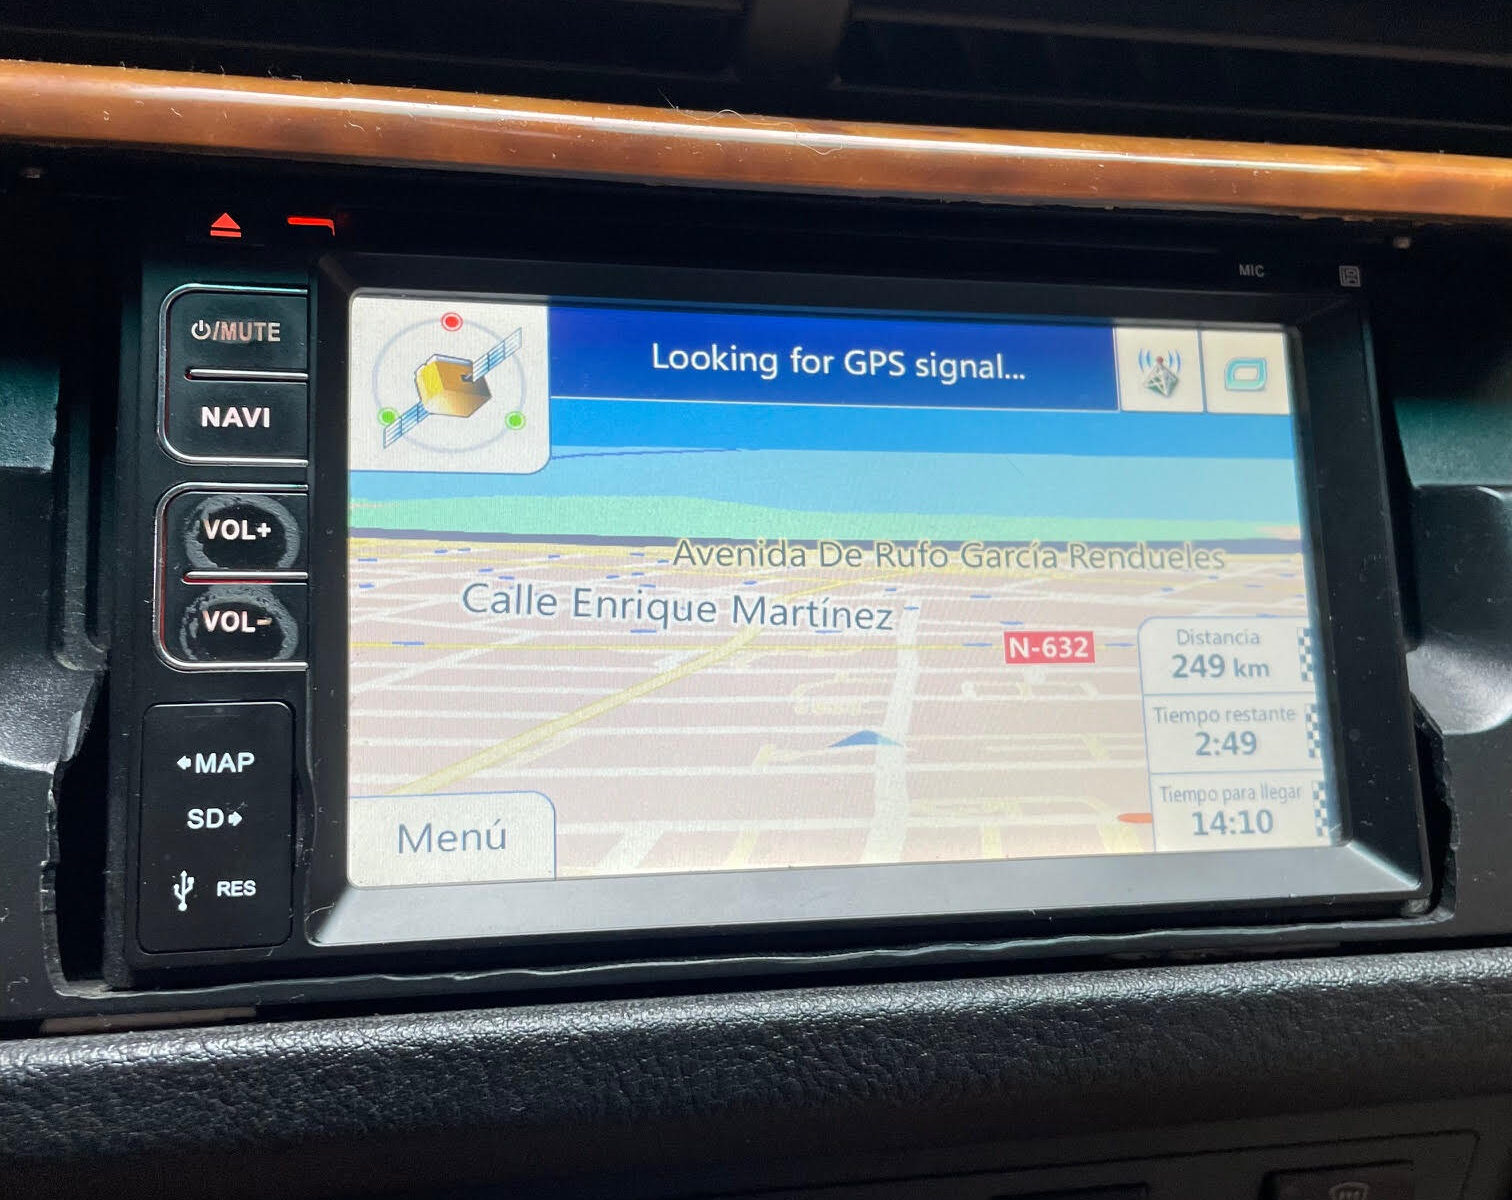 MIC
/MUTE
NAVI
VOL+
VOL-
MAP
SD
RES
Looking for GPS signal...
Avenida De Rufo García Rendueles
Calle Enrique Martínez
N-632
Distancia
249 km
Tiempo restante
2:49
Tiempo para llegar
14:10
Menú